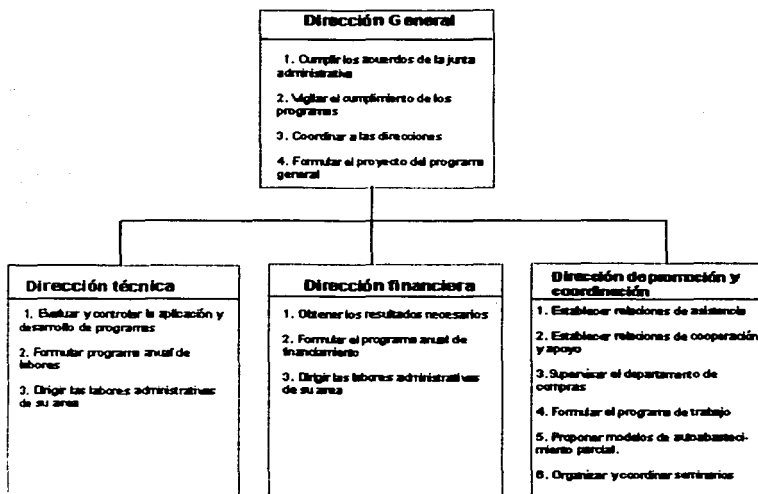 Dirección General
1. Cumplir los acuerdos de la junta
administrativa
2. Vigilar el cumplimiento de los
programas
3. Coordinar a las direcciones
4. Formular el proyecto del programa
general
Dirección técnica
1. Evaluar y controlar la aplicación y
desarrollo de programas
2. Formular programa anual de
labores
3. Dirigir las labores administrativas
de su area
Dirección financiera
1. Obtener los resultados necesarios
2. Formular el programa anual de
financiamiento
3. Dirigir las labores administrativas
de su area
Dirección de promoción y
coordinación
1. Establecer relaciones de asistencia
2. Establecer relaciones de cooperación
y apoyo
3.Supervisar el departamento de
compras
4. Formular el programa de trabajo
5. Proponer modelos de autoabasteci-
miento parcial.
6. Organizar y coordinar seminarios